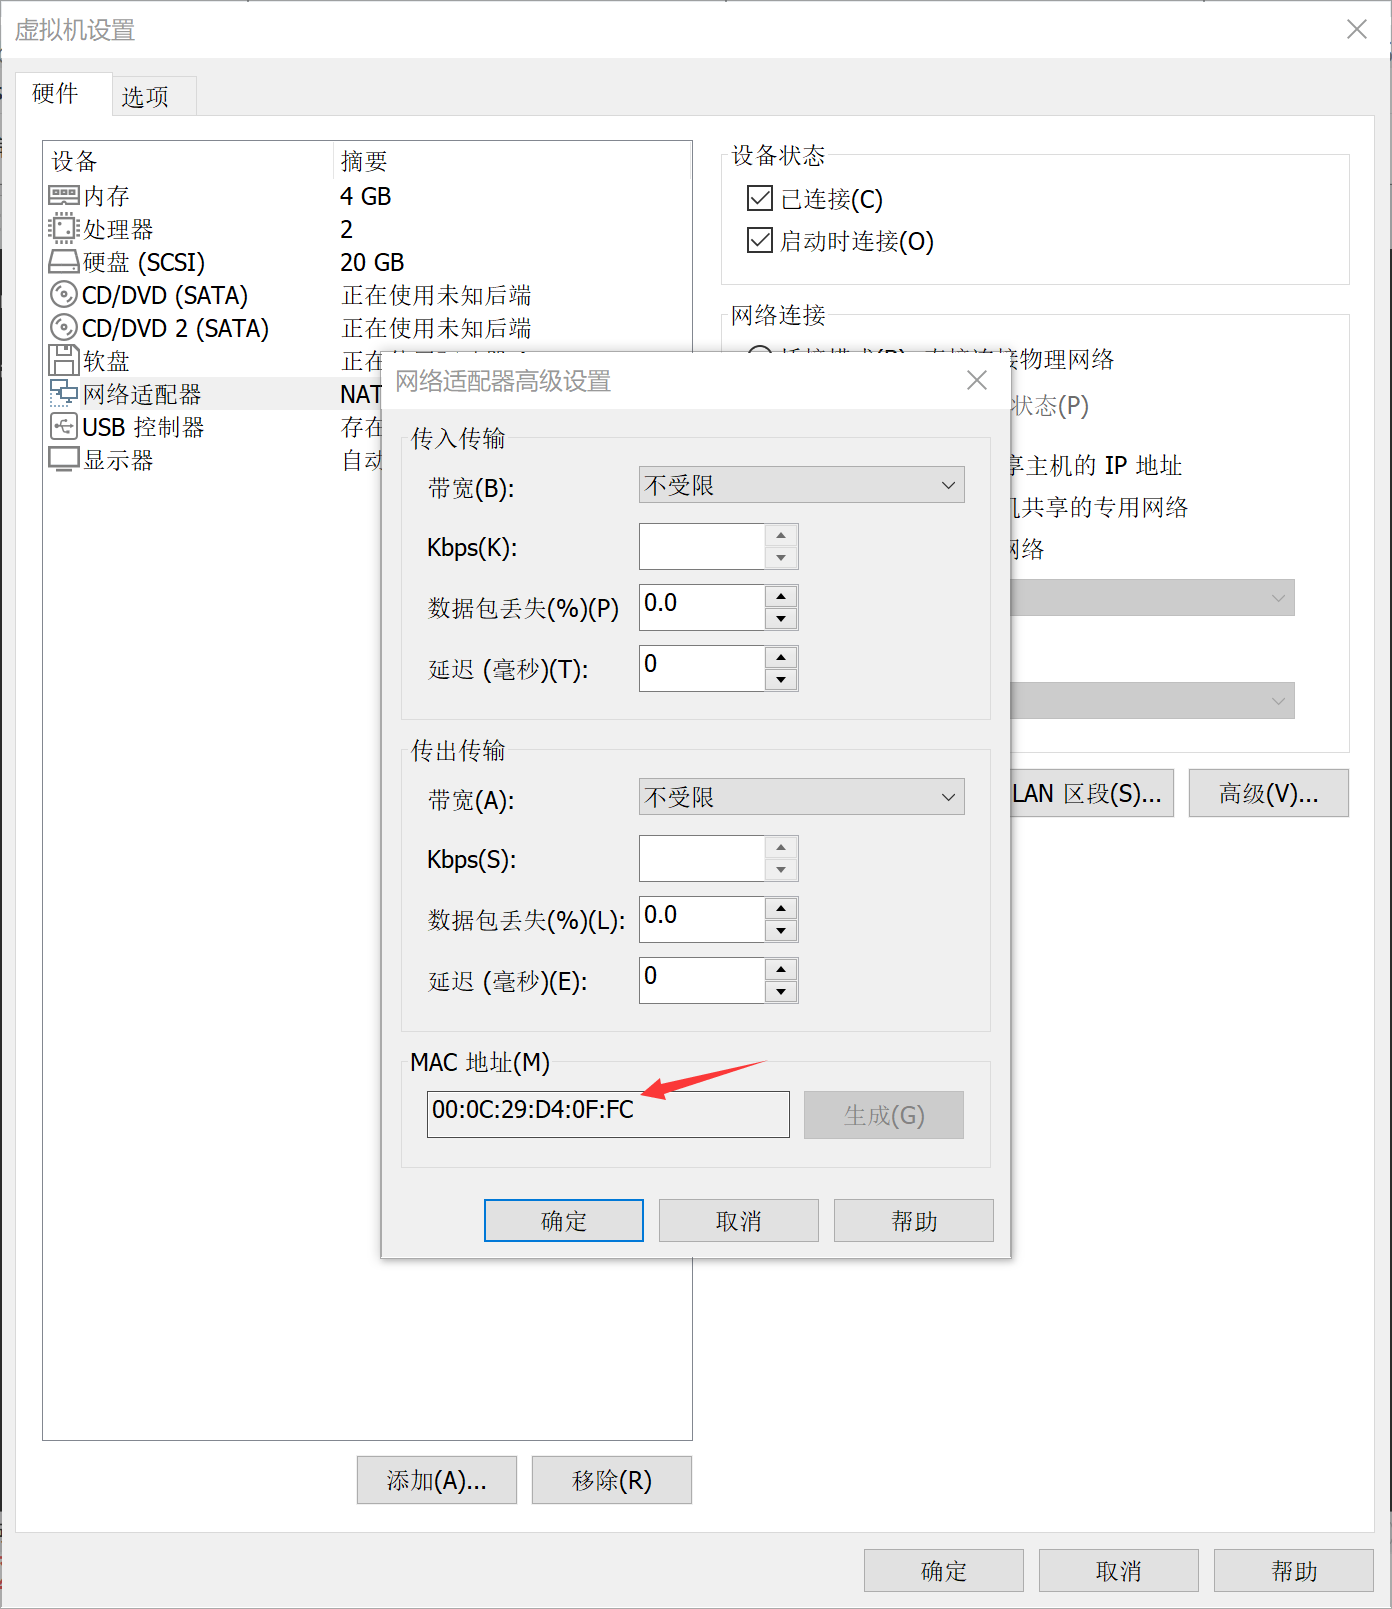 虚拟机设置
硬件
选项
设备 摘要
内存 4 GB
处理器 2
硬盘 (SCSI) 20 GB
CD/DVD (SATA) 正在使用未知后端
CD/DVD 2 (SATA) 正在使用未知后端
软盘 正在
网络适配器 NAT
USB 控制器 存在
显示器 自动
添加(A)...
移除(R)
设备状态
已连接(C)
启动时连接(O)
网络连接
物理网络
状态(P)
享主机的 IP 地址
机共享的专用网络
网络
LAN 区段(S)...
高级(V)...
网络适配器高级设置
传入传输
带宽(B): 不受限
Kbps(K):
数据包丢失(%)(P) 0.0
延迟 (毫秒)(T): 0
传出传输
带宽(A): 不受限
Kbps(S):
数据包丢失(%)(L): 0.0
延迟 (毫秒)(E): 0
MAC 地址(M)
00:0C:29:D4:0F:FC
生成(G)
确定
取消
帮助
确定
取消
帮助